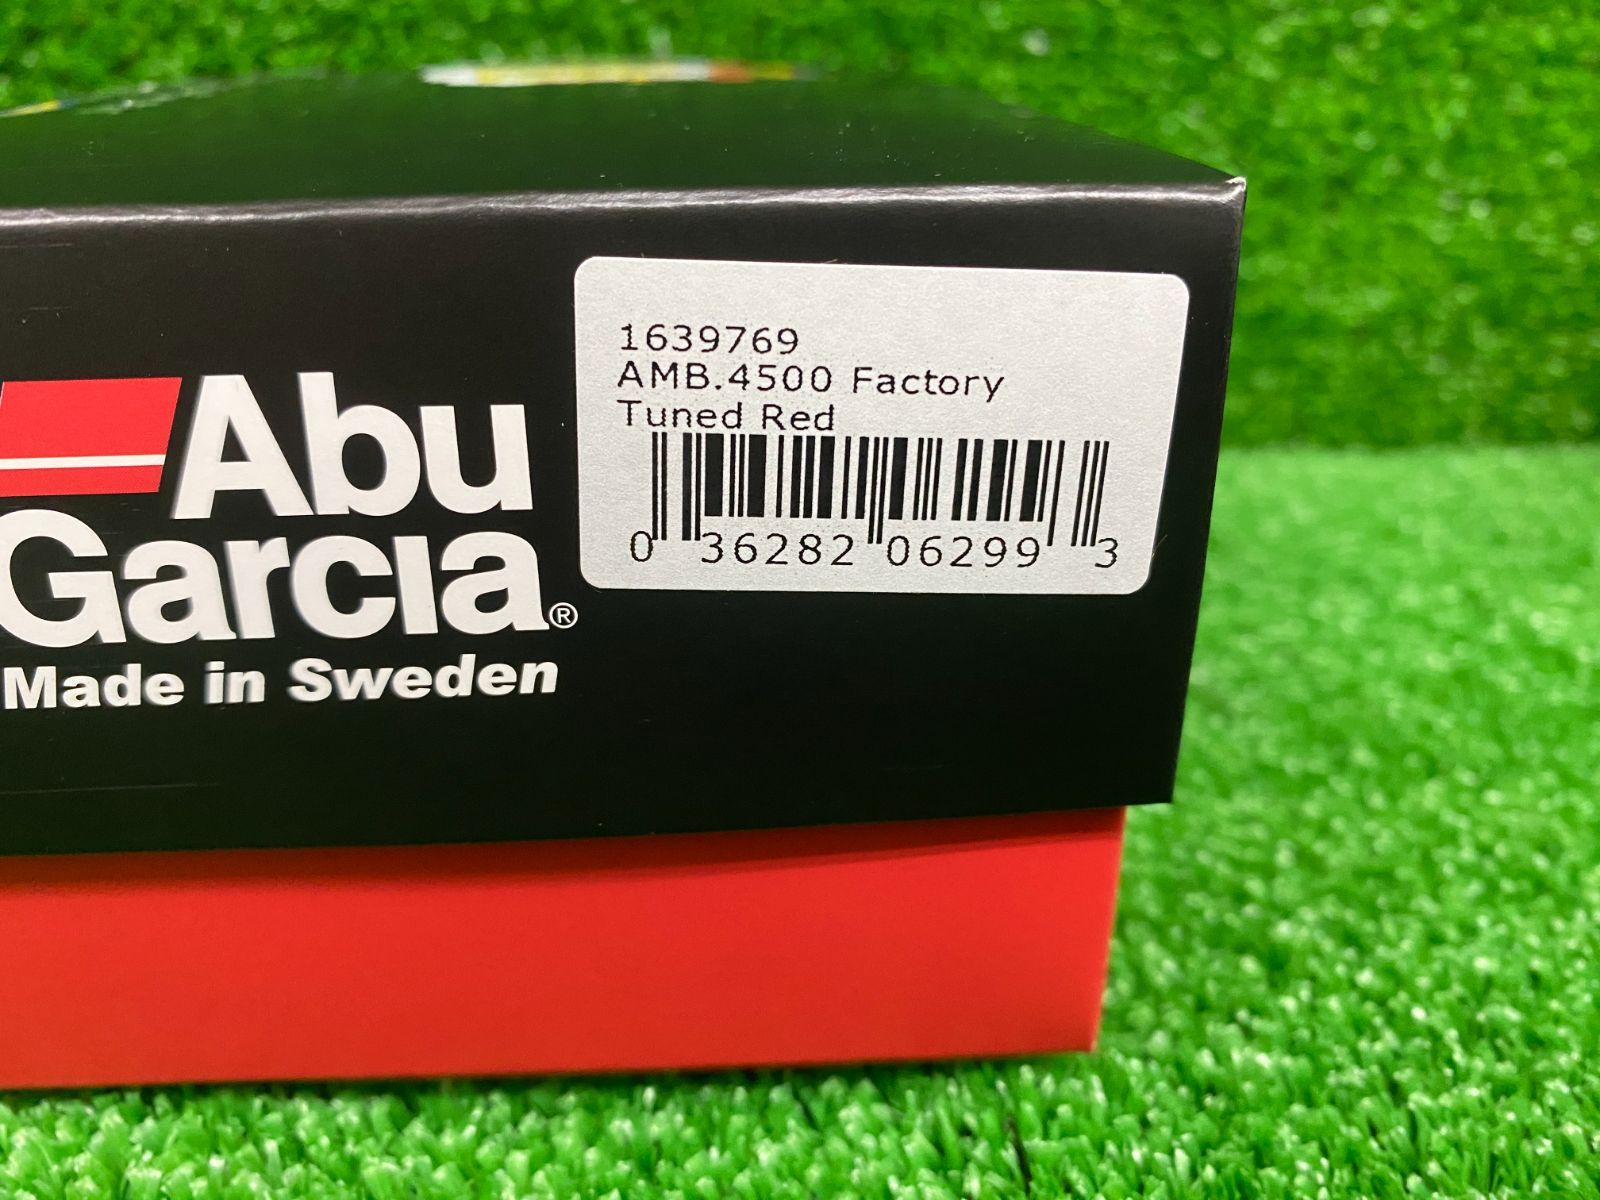 1639769
AMB.4500 Factory
Tuned Red
0 36282 06299 3
Abu
Garcia®
Made in Sweden